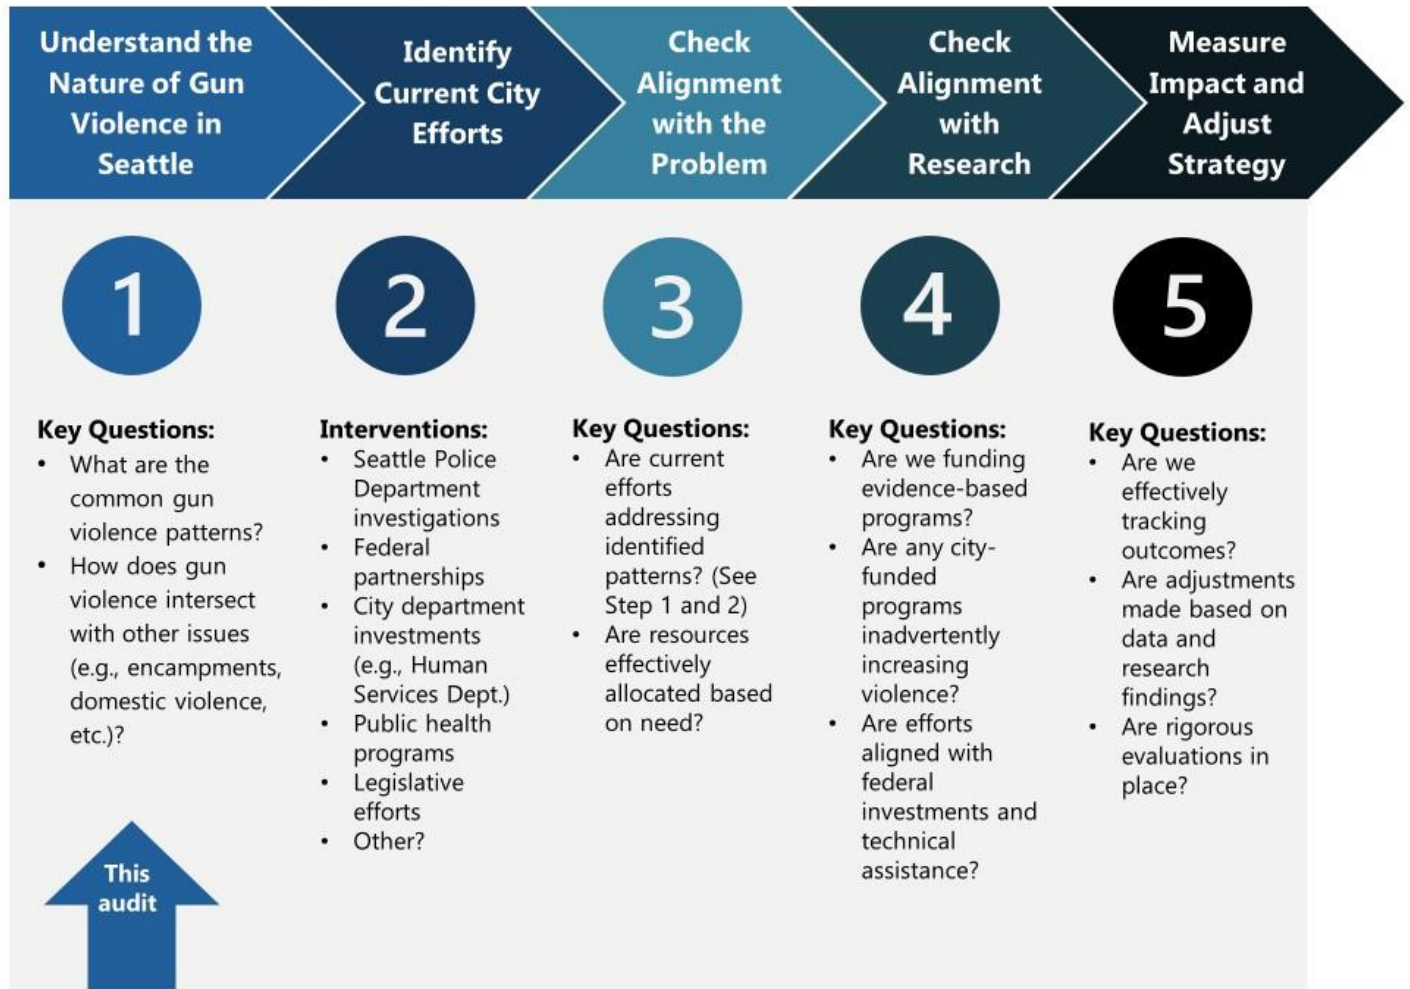 Understand the
Nature of Gun
Violence in
Seattle
Identify
Current City
Efforts
Check
Alignment
with the
Problem
Check
Alignment
with
Research
Measure
Impact and
Adjust
Strategy
1
2
3
4
5
Key Questions:
• What are the
common gun
violence patterns?
• How does gun
violence intersect
with other issues
(e.g., encampments,
domestic violence,
etc.)?
Interventions:
• Seattle Police
Department
investigations
• Federal
partnerships
• City department
investments
(e.g., Human
Services Dept.)
• Public health
programs
• Legislative
efforts
• Other?
Key Questions:
• Are current
efforts
addressing
identified
patterns? (See
Step 1 and 2)
• Are resources
effectively
allocated based
on need?
Key Questions:
• Are we funding
evidence-based
programs?
• Are any city-
funded
programs
inadvertently
increasing
violence?
• Are efforts
aligned with
federal
investments and
technical
assistance?
Key Questions:
• Are we
effectively
tracking
outcomes?
• Are adjustments
made based on
data and
research
findings?
• Are rigorous
evaluations in
place?
This
audit